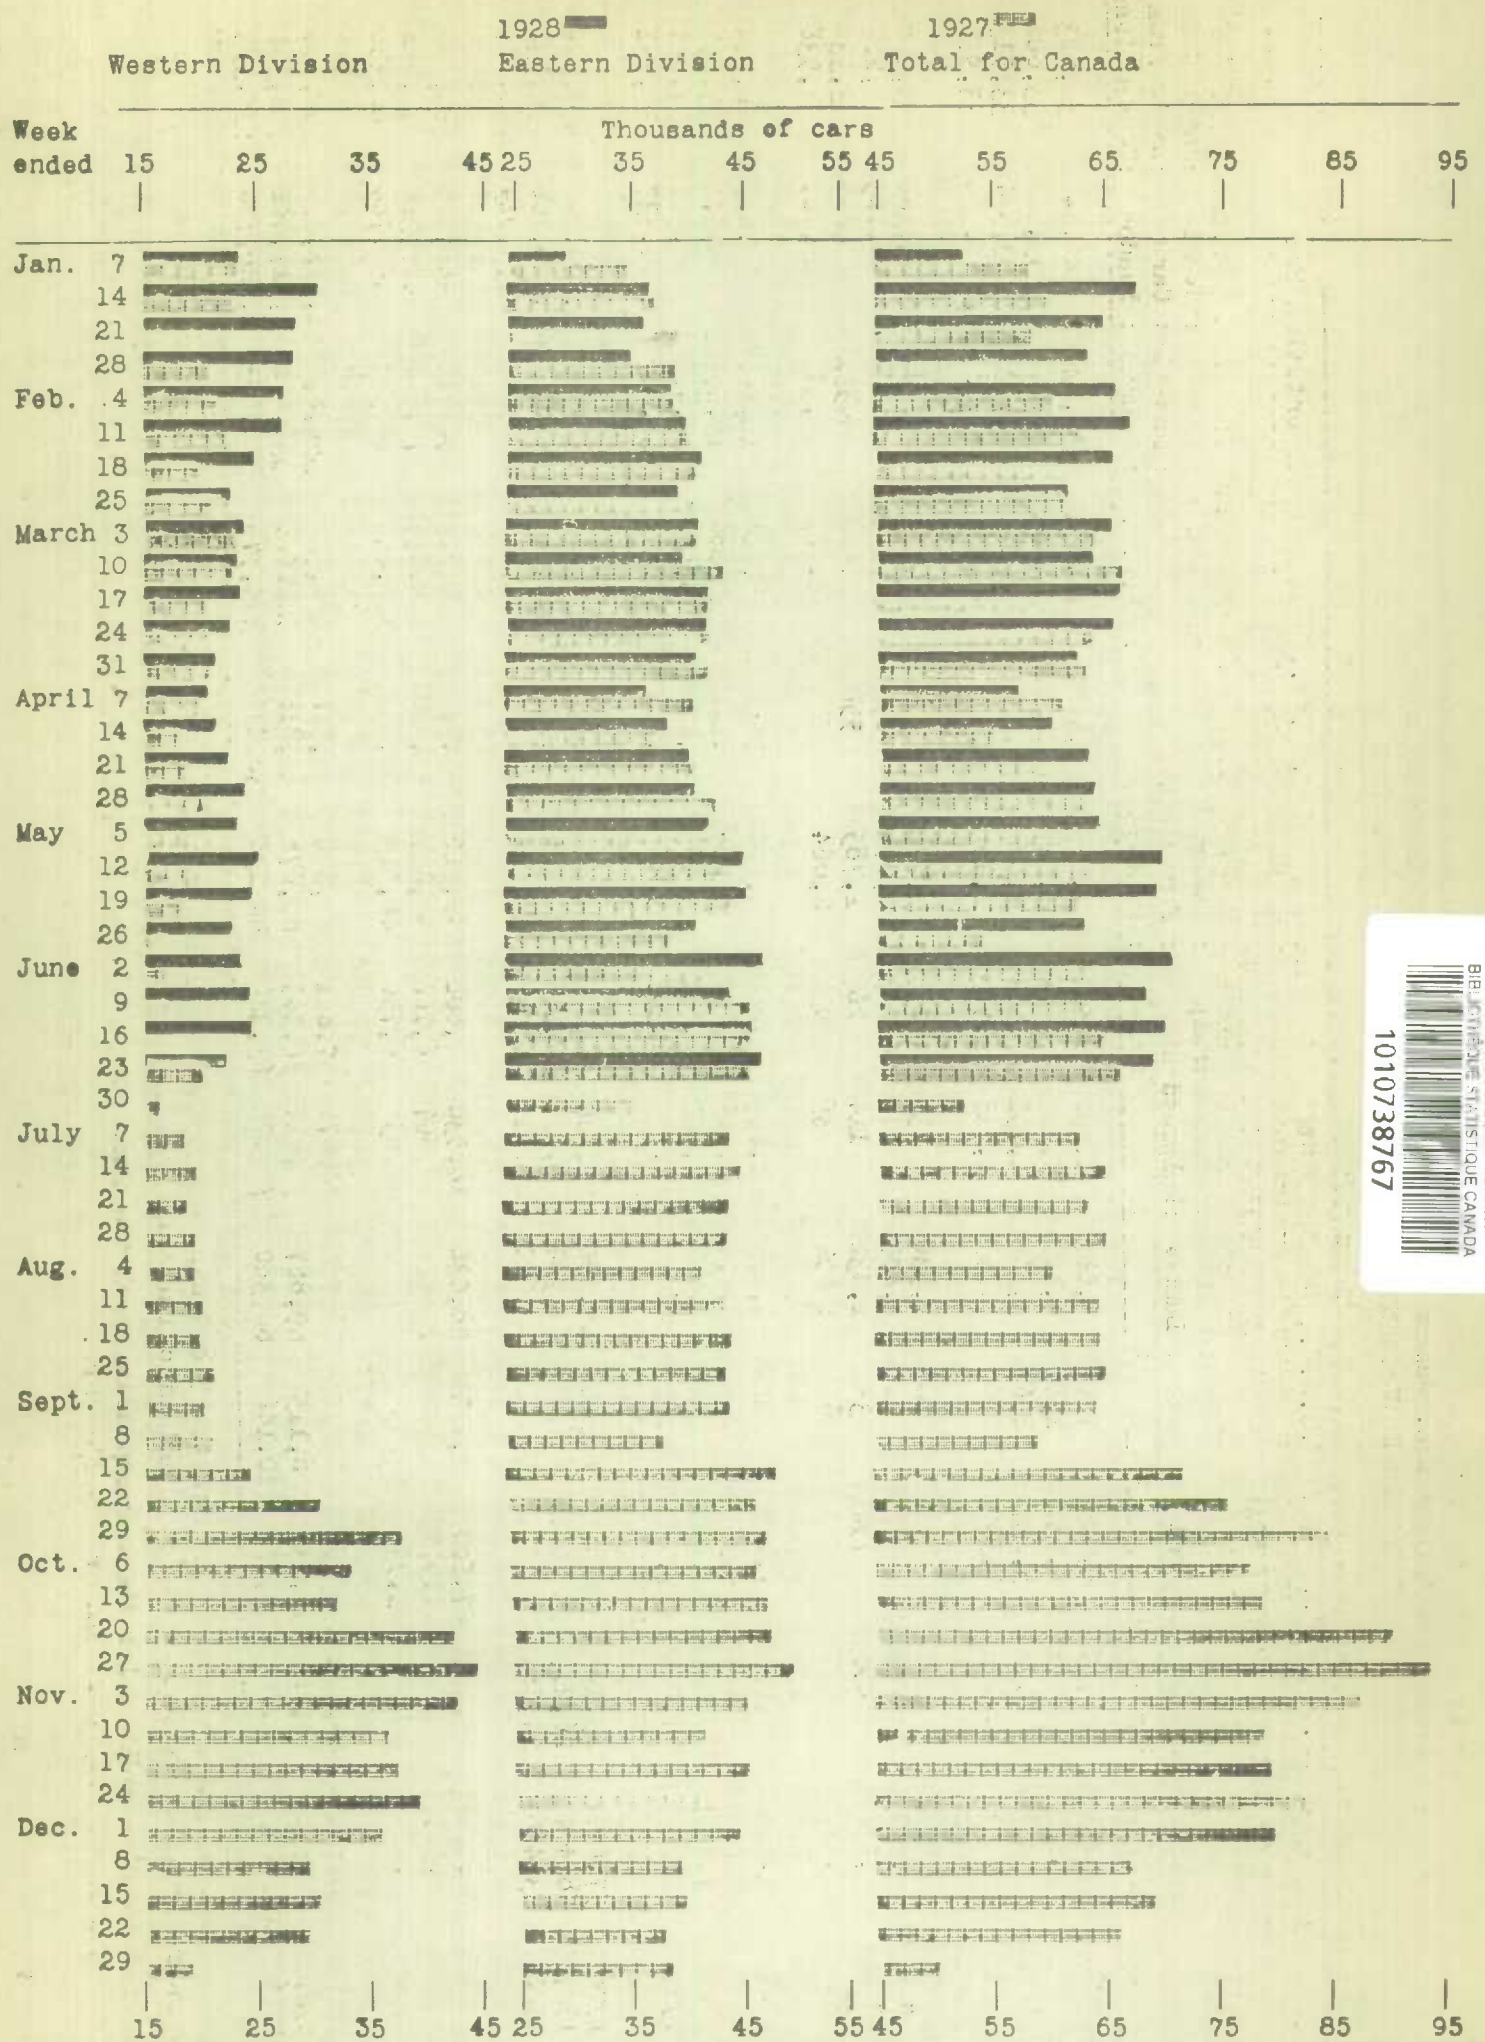 1928 1927
Western Division Eastern Division Total for Canada
Week Thousands of cars
ended 15 25 35 45 25 35 45 55 45 55 65 75 85 95
Jan. 7
14
21
28
Feb. 4
11
18
25
March 3
10
17
24
31
April 7
14
21
28
May 5
12
19
26
June 2
9
16
23
30
July 7
14
21
28
Aug. 4
11
18
25
Sept. 1
8
15
22
29
Oct. 6
13
20
27
Nov. 3
10
17
24
Dec. 1
8
15
22
29
15 25 35 45 25 35 45 55 45 55 65 75 85 95
BIBLIOTHEQUE STATISTIQUE CANADA
1010738767